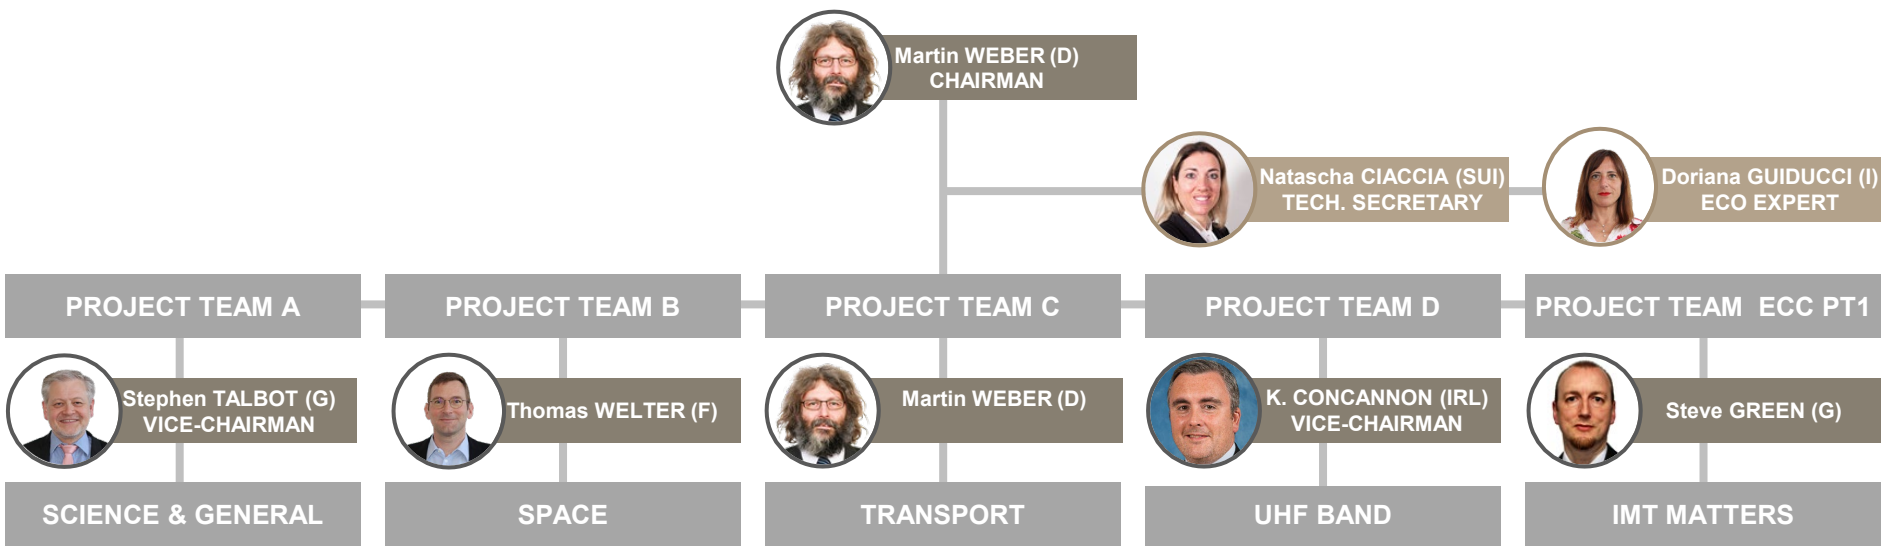 Martin WEBER (D)
CHAIRMAN
Natascha CIACCIA (SUI)
TECH. SECRETARY
Doriana GUIDUCCI (I)
ECO EXPERT
PROJECT TEAM A
PROJECT TEAM B
PROJECT TEAM C
PROJECT TEAM D
PROJECT TEAM ECC PT1
Stephen TALBOT (G)
VICE-CHAIRMAN
Thomas WELTER (F)
Martin WEBER (D)
K. CONCANNON (IRL)
VICE-CHAIRMAN
Steve GREEN (G)
SCIENCE & GENERAL
SPACE
TRANSPORT
UHF BAND
IMT MATTERS